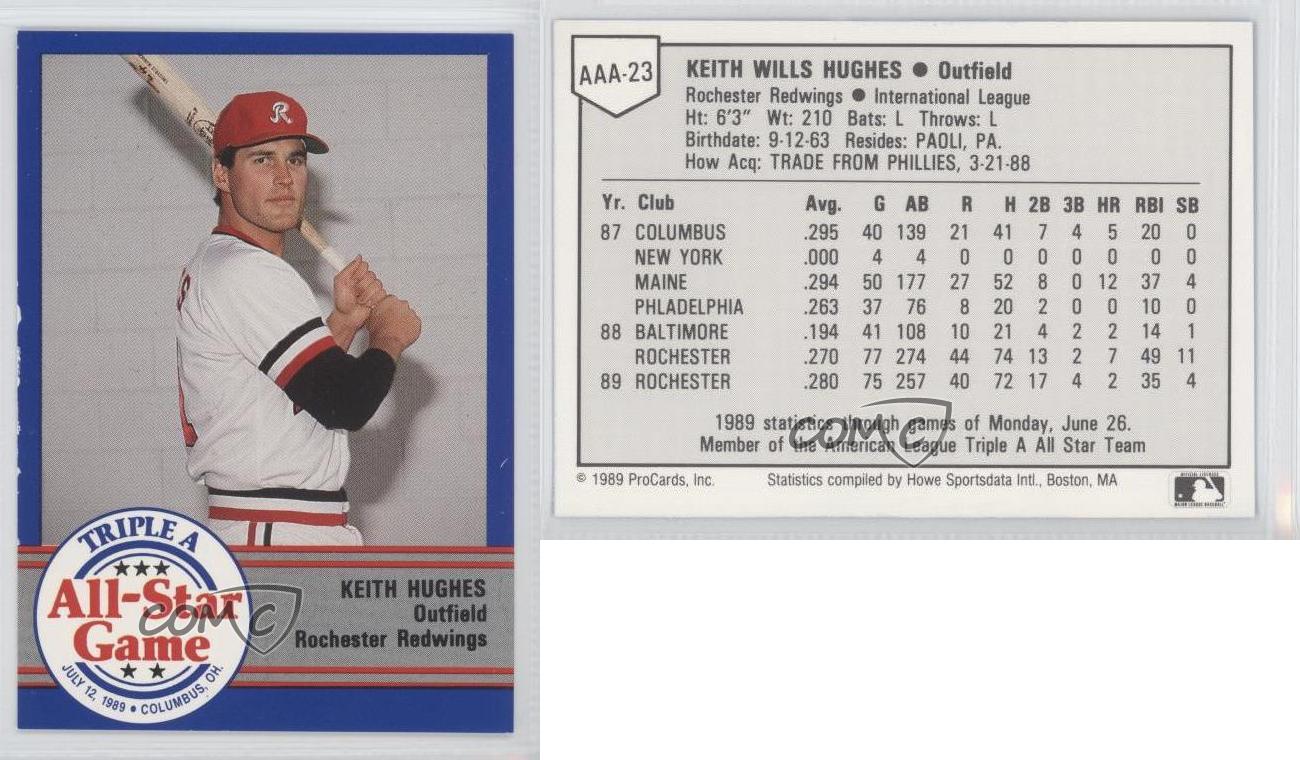 R
TRIPLE A
All-Star
Game
JULY 12, 1989 • COLUMBUS, OH.
KEITH HUGHES
Outfield
Rochester Redwings
COMC
AAA-23
KEITH WILLS HUGHES ● Outfield
Rochester Redwings ● International League
Ht: 6'3" Wt: 210 Bats: L Throws: L
Birthdate: 9-12-63 Resides: PAOLI, PA.
How Acq: TRADE FROM PHILLIES, 3-21-88
Yr. Club Avg. G AB R H 2B 3B HR RBI SB
87 COLUMBUS .295 40 139 21 41 7 4 5 20 0
NEW YORK .000 4 4 0 0 0 0 0 0 0
MAINE .294 50 177 27 52 8 0 12 37 4
PHILADELPHIA .263 37 76 8 20 2 0 0 10 0
88 BALTIMORE .194 41 108 10 21 4 2 2 14 1
ROCHESTER .270 77 274 44 74 13 2 7 49 11
89 ROCHESTER .280 75 257 40 72 17 4 2 35 4
1989 statistics through games of Monday, June 26.
Member of the American League Triple A All Star Team
COMC
© 1989 ProCards, Inc. Statistics compiled by Howe Sportsdata Intl., Boston, MA